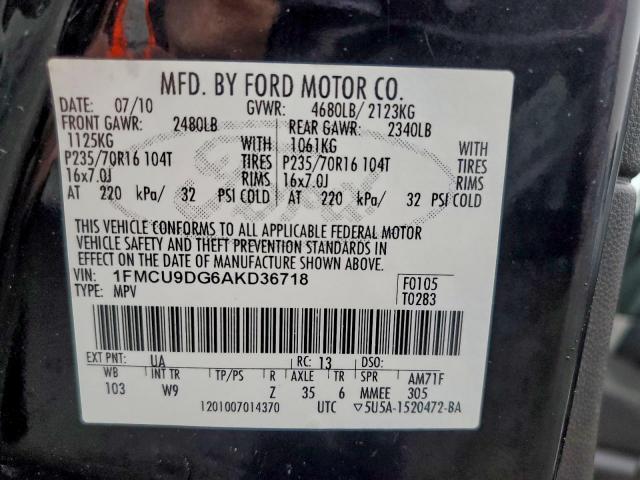 MFD. BY FORD MOTOR CO.
DATE: 07/10 GVWR: 4680LB/ 2123KG
FRONT GAWR: 2480LB REAR GAWR: 2340LB
1125KG WITH 1061KG WITH
P235/70R16 104T TIRES P235/70R16 104T TIRES
16x7.0J RIMS 16x7.0J RIMS
AT 220 kPa/ 32 PSI COLD AT 220 kPa/ 32 PSI COLD
THIS VEHICLE CONFORMS TO ALL APPLICABLE FEDERAL MOTOR
VEHICLE SAFETY AND THEFT PREVENTION STANDARDS IN
EFFECT ON THE DATE OF MANUFACTURE SHOWN ABOVE.
VIN: 1FMCU9DG6AKD36718 F0105
TYPE: MPV T0283
EXT PNT: UA RC: 13 DSO:
WB INT TR TP/PS R AXLE TR SPR AM71F
103 W9 Z 35 6 MMEE 305
1201007014370 UTC ▽5U5A-1520472-BA
Ford